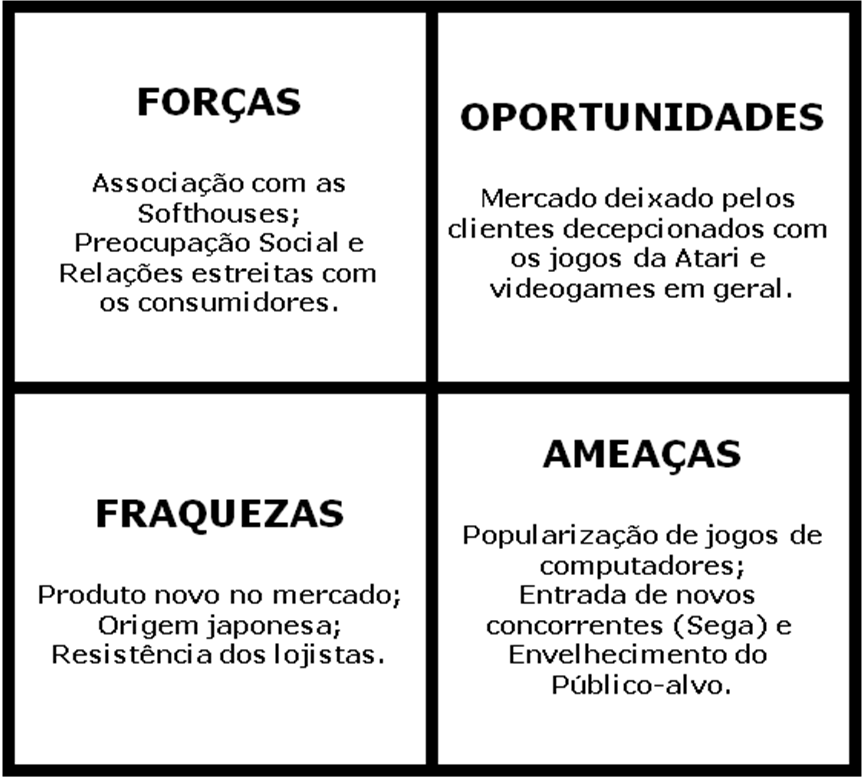 FORÇAS
Associação com as
Softhouses;
Preocupação Social e
Relações estreitas com
os consumidores.
OPORTUNIDADES
Mercado deixado pelos
clientes decepcionados com
os jogos da Atari e
videogames em geral.
FRAQUEZAS
Produto novo no mercado;
Origem japonesa;
Resistência dos lojistas.
AMEAÇAS
Popularização de jogos de
computadores;
Entrada de novos
concorrentes (Sega) e
Envelhecimento do
Público-alvo.